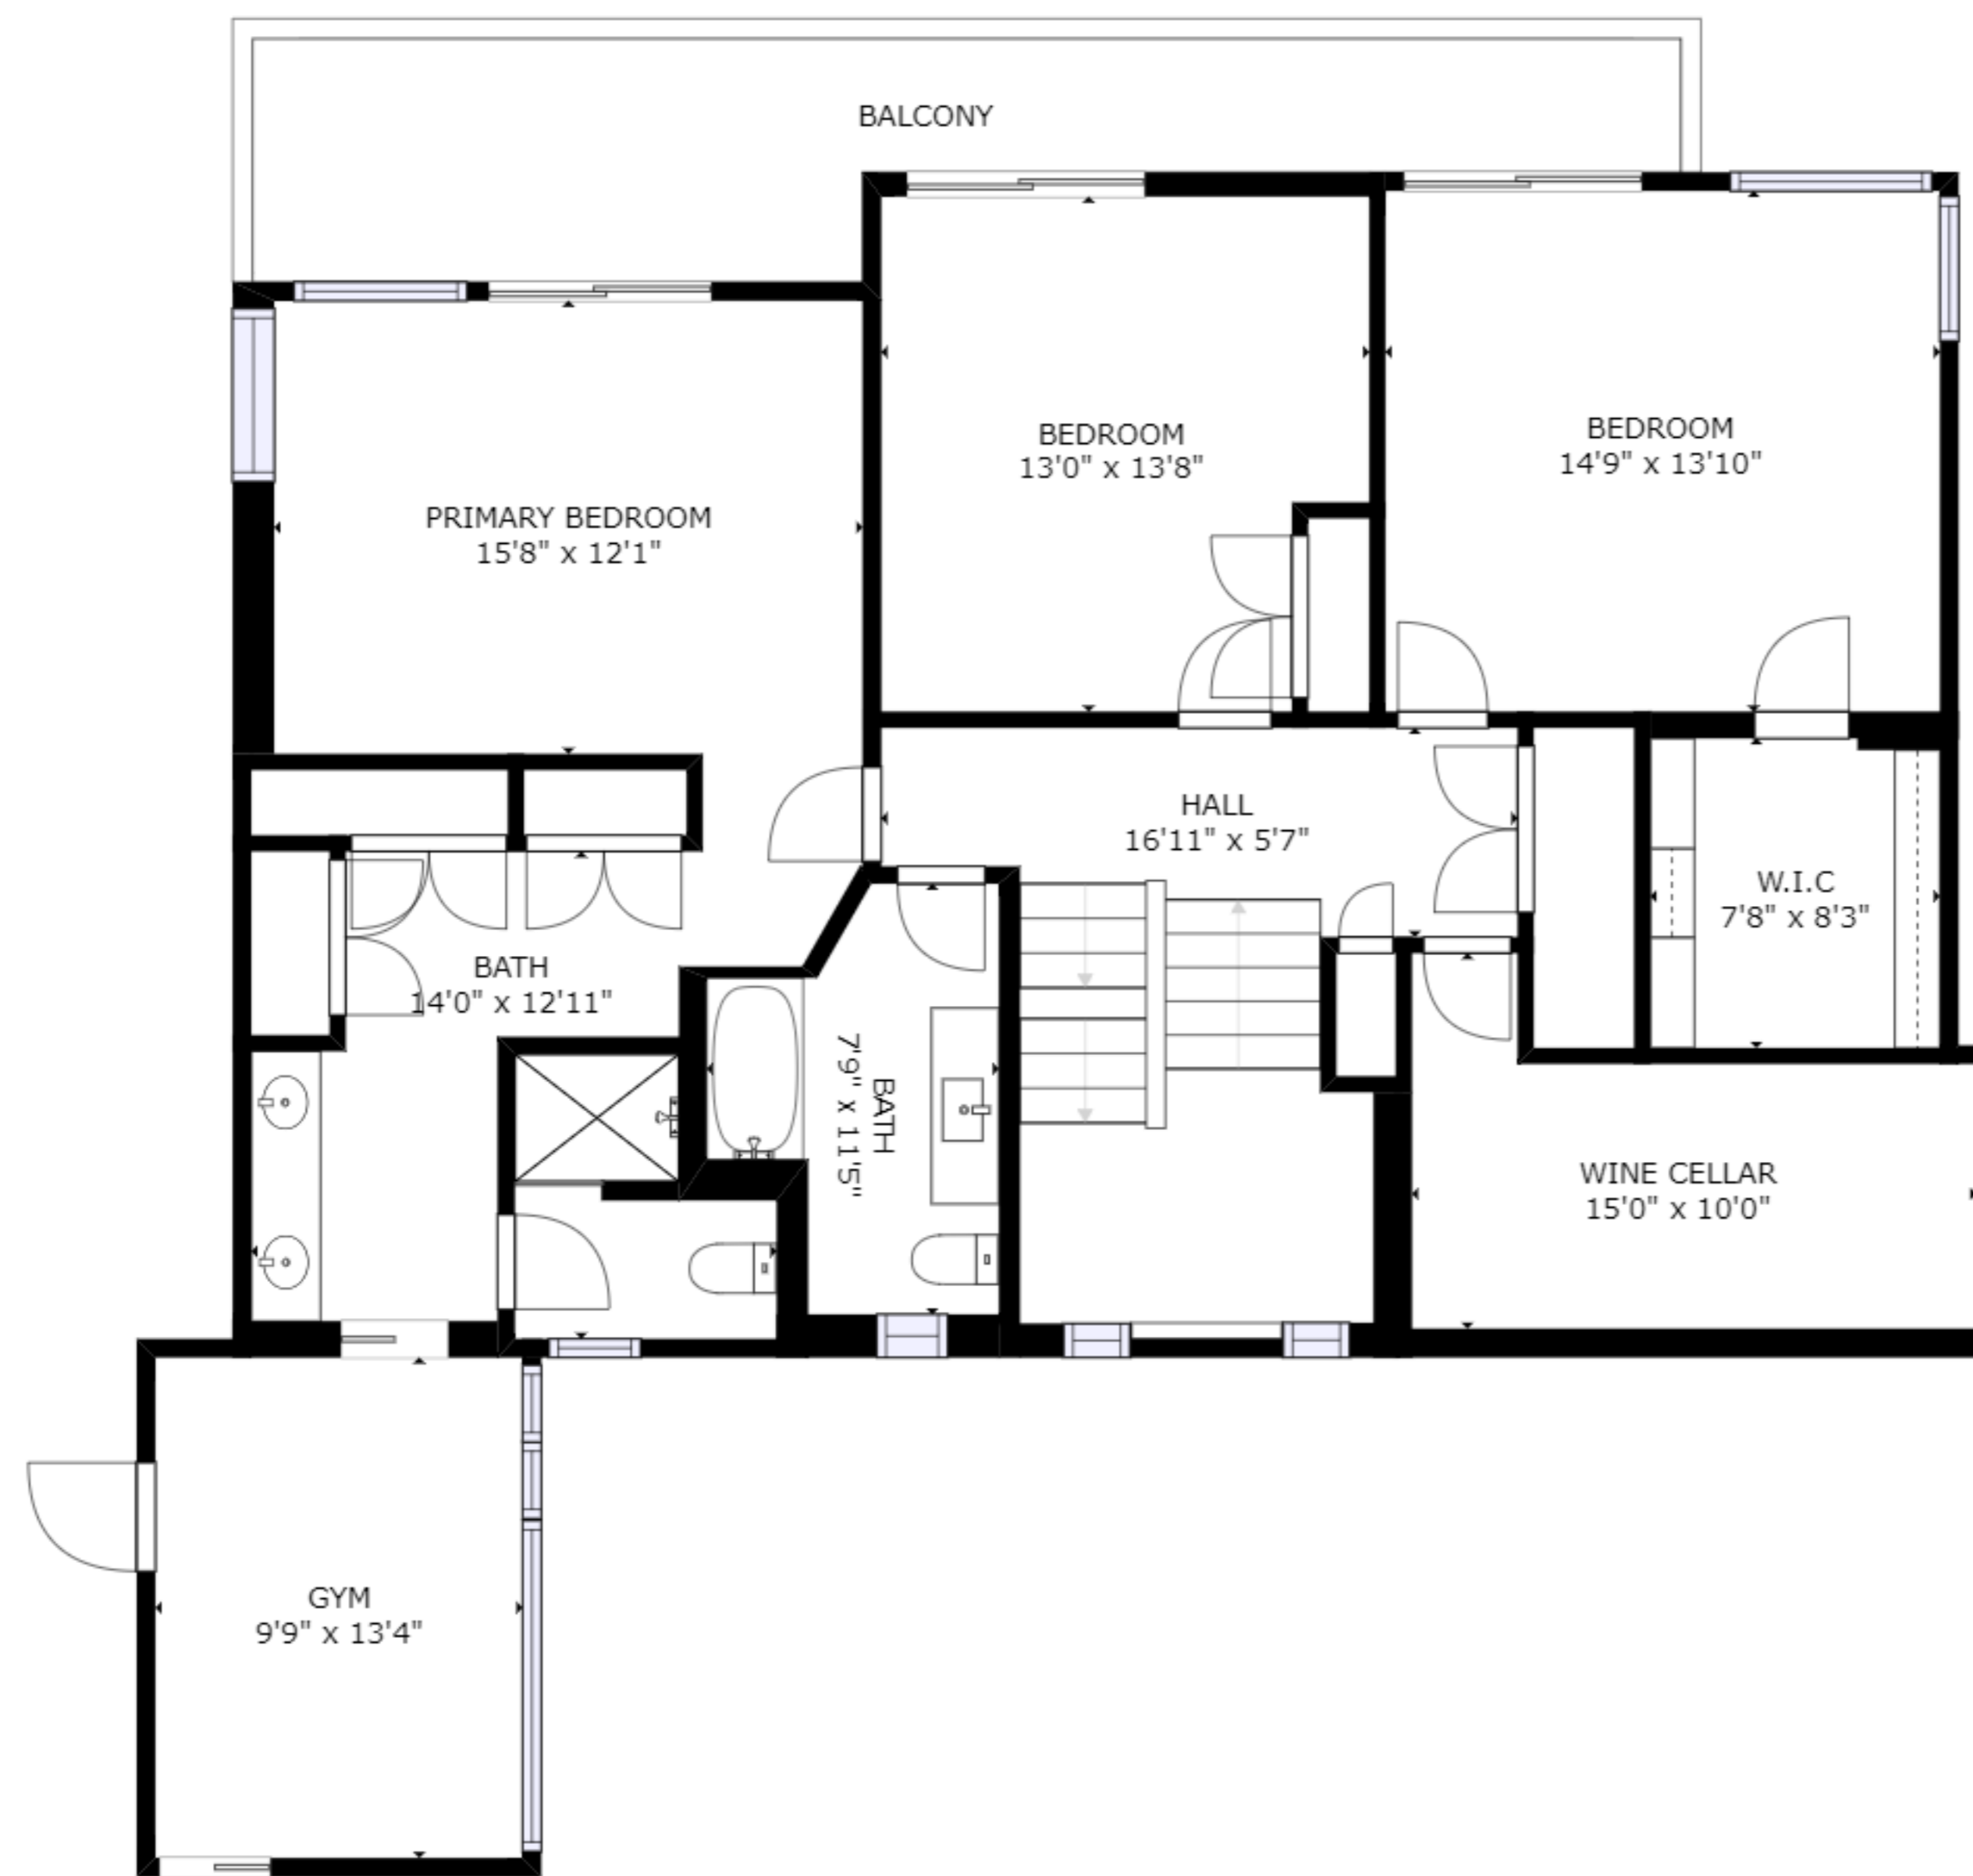 BALCONY
BEDROOM
13'0" x 13'8"
BEDROOM
14'9" x 13'10"
PRIMARY BEDROOM
15'8" x 12'1"
HALL
16'11" x 5'7"
W.I.C
7'8" x 8'3"
BATH
14'0" x 12'11"
BATH
7'9" x 11'5"
WINE CELLAR
15'0" x 10'0"
GYM
9'9" x 13'4"